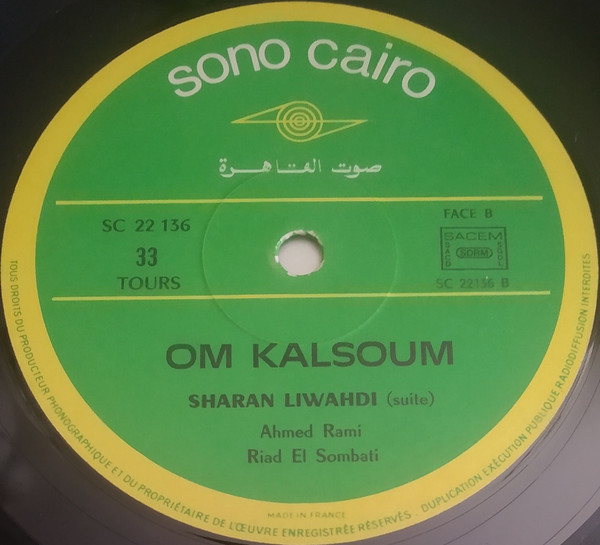 sono cairo
صوت القاهرة
SC 22 136
33
TOURS
FACE B
SACEM
SDRM
SC 22136 B
OM KALSOUM
SHARAN LIWAHDI (suite)
Ahmed Rami
Riad El Sombati
MADE IN FRANCE
TOUS DROITS DU PRODUCTEUR PHONOGRAPHIQUE ET DU PROPRIÉTAIRE DE L'ŒUVRE ENREGISTRÉE RÉSERVÉS - DUPLICATION EXÉCUTION PUBLIQUE, RADIODIFFUSION INTERDITES